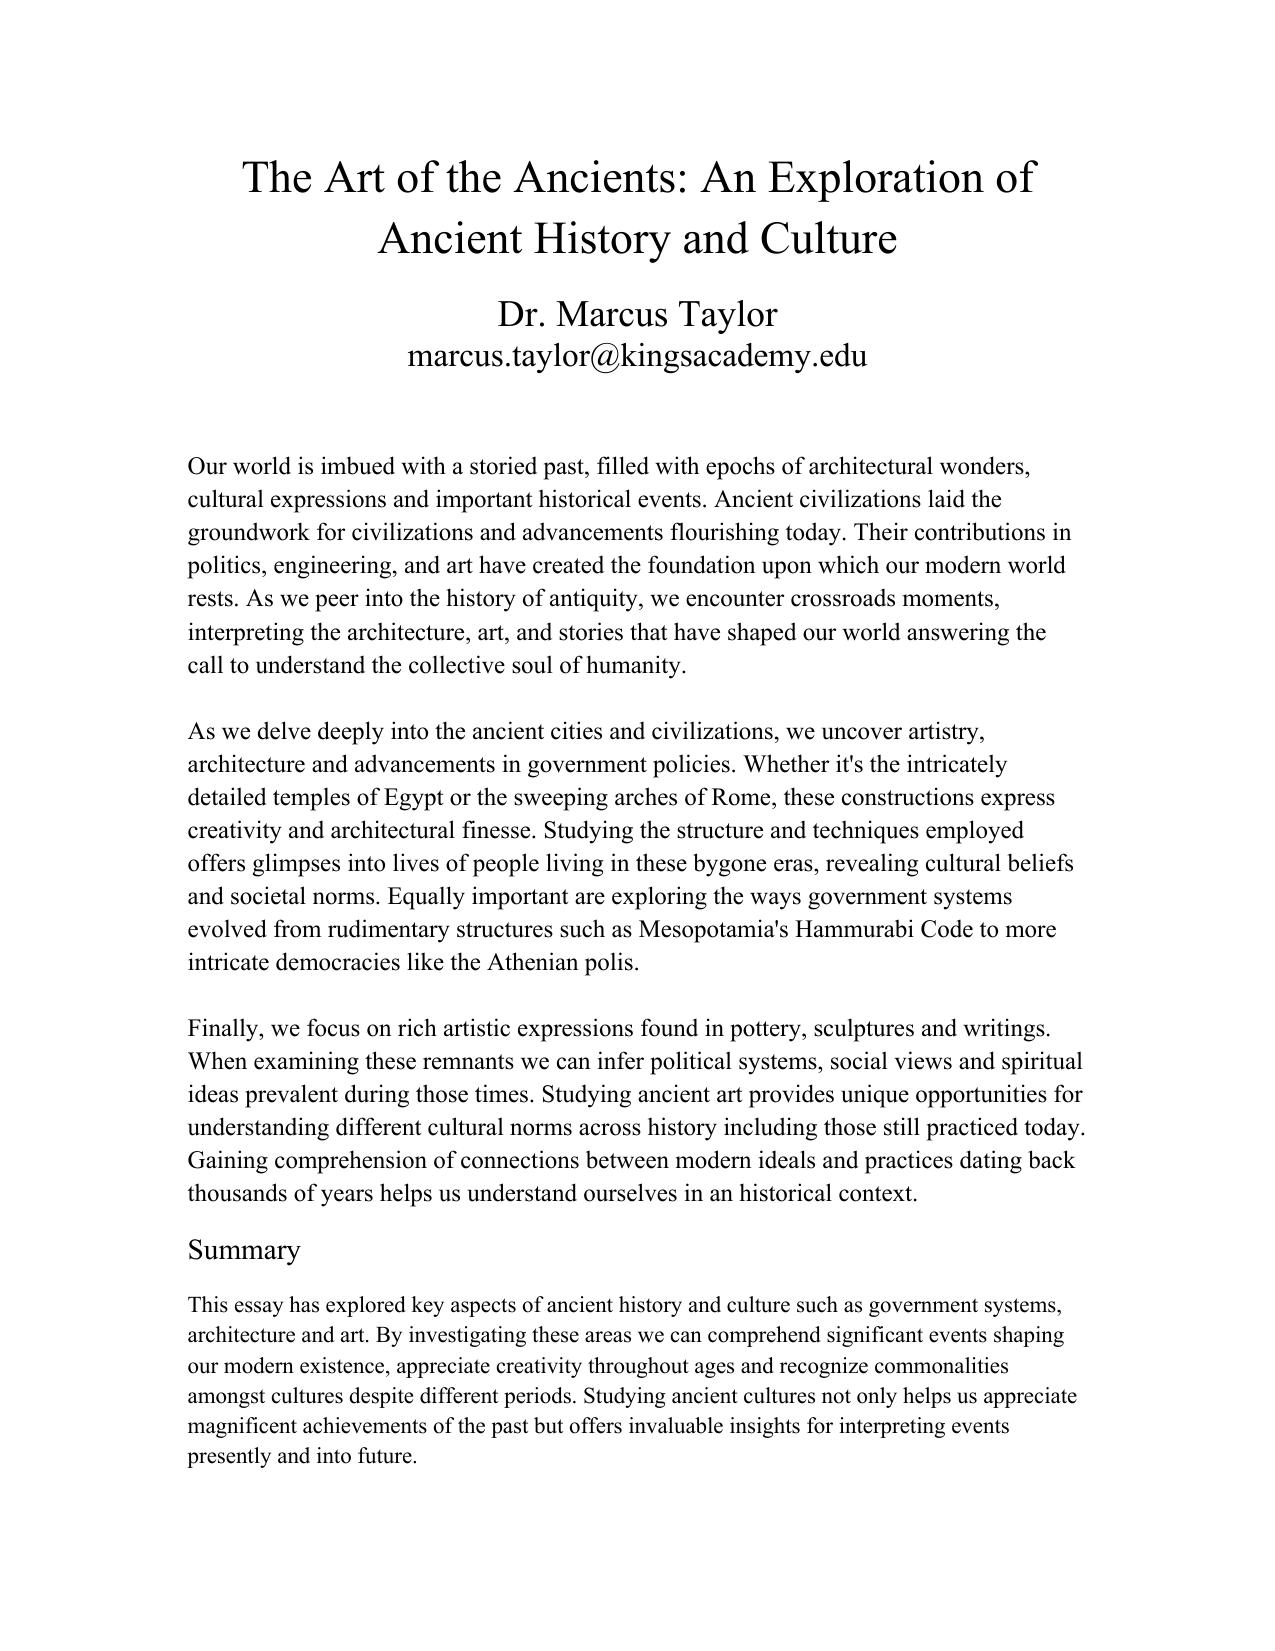 The Art of the Ancients: An Exploration of
Ancient History and Culture
Dr. Marcus Taylor
marcus.taylor@kingsacademy.edu
Our world is imbued with a storied past, filled with epochs of architectural wonders,
cultural expressions and important historical events. Ancient civilizations laid the
groundwork for civilizations and advancements flourishing today. Their contributions in
politics, engineering, and art have created the foundation upon which our modern world
rests. As we peer into the history of antiquity, we encounter crossroads moments,
interpreting the architecture, art, and stories that have shaped our world answering the
call to understand the collective soul of humanity.
As we delve deeply into the ancient cities and civilizations, we uncover artistry,
architecture and advancements in government policies. Whether it's the intricately
detailed temples of Egypt or the sweeping arches of Rome, these constructions express
creativity and architectural finesse. Studying the structure and techniques employed
offers glimpses into lives of people living in these bygone eras, revealing cultural beliefs
and societal norms. Equally important are exploring the ways government systems
evolved from rudimentary structures such as Mesopotamia's Hammurabi Code to more
intricate democracies like the Athenian polis.
Finally, we focus on rich artistic expressions found in pottery, sculptures and writings.
When examining these remnants we can infer political systems, social views and spiritual
ideas prevalent during those times. Studying ancient art provides unique opportunities for
understanding different cultural norms across history including those still practiced today.
Gaining comprehension of connections between modern ideals and practices dating back
thousands of years helps us understand ourselves in an historical context.
Summary
This essay has explored key aspects of ancient history and culture such as government systems,
architecture and art. By investigating these areas we can comprehend significant events shaping
our modern existence, appreciate creativity throughout ages and recognize commonalities
amongst cultures despite different periods. Studying ancient cultures not only helps us appreciate
magnificent achievements of the past but offers invaluable insights for interpreting events
presently and into future.